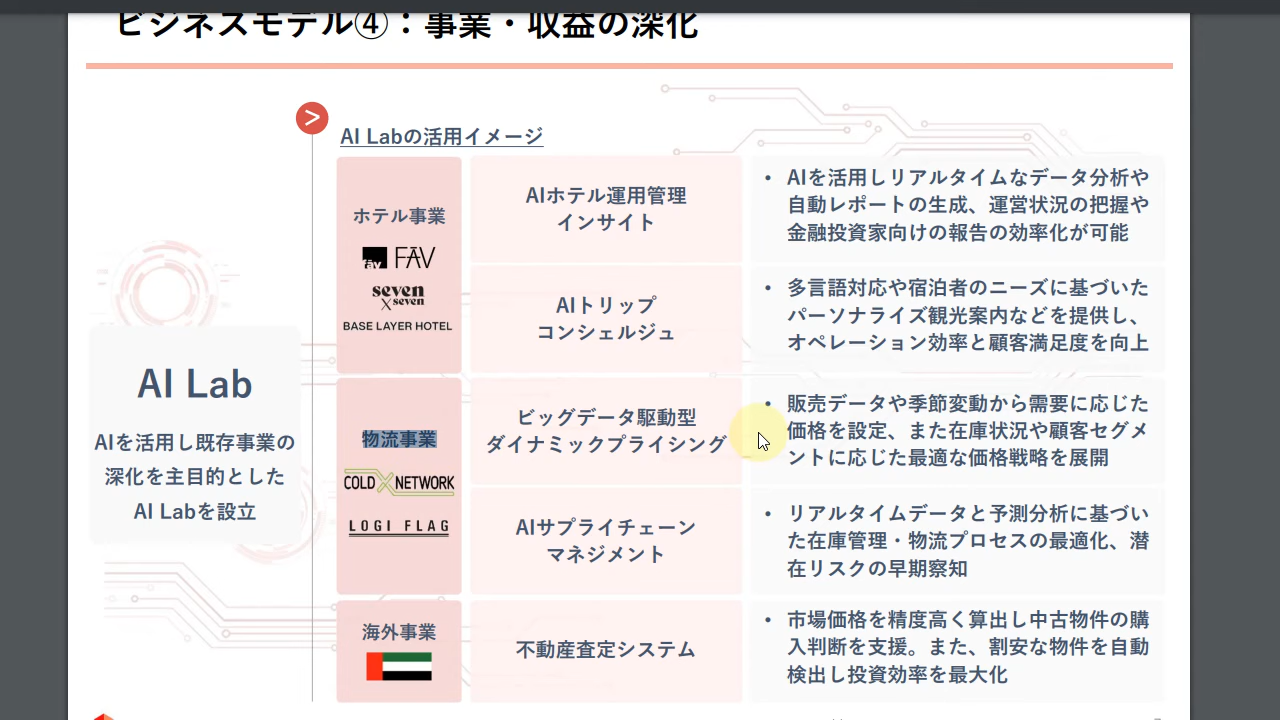 ビジネスモデル④：事業・収益の深化
AI Labの活用イメージ
AI Lab
AIを活用し既存事業の
深化を主目的とした
AI Labを設立
ホテル事業
fav FAV
seven
x seven
BASE LAYER HOTEL
AIホテル運用管理
インサイト
• AIを活用しリアルタイムなデータ分析や
自動レポートの生成、運営状況の把握や
金融投資家向けの報告の効率化が可能
AIトリップ
コンシェルジュ
• 多言語対応や宿泊者のニーズに基づいた
パーソナライズ観光案内などを提供し、
オペレーション効率と顧客満足度を向上
物流事業
COLD X NETWORK
LOGI FLAG
ビッグデータ駆動型
ダイナミックプライシング
• 販売データや季節変動から需要に応じた
価格を設定、また在庫状況や顧客セグメ
ントに応じた最適な価格戦略を展開
AIサプライチェーン
マネジメント
• リアルタイムデータと予測分析に基づい
た在庫管理・物流プロセスの最適化、潜
在リスクの早期察知
海外事業
不動産査定システム
• 市場価格を精度高く算出し中古物件の購
入判断を支援。また、割安な物件を自動
検出し投資効率を最大化